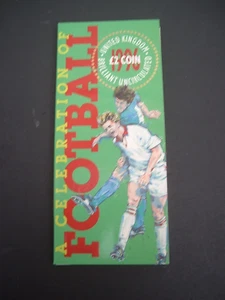 A CELEBRATION OF
FOOTBALL
UNITED KINGDOM
1996
£2 COIN
BRILLIANT UNCIRCULATED